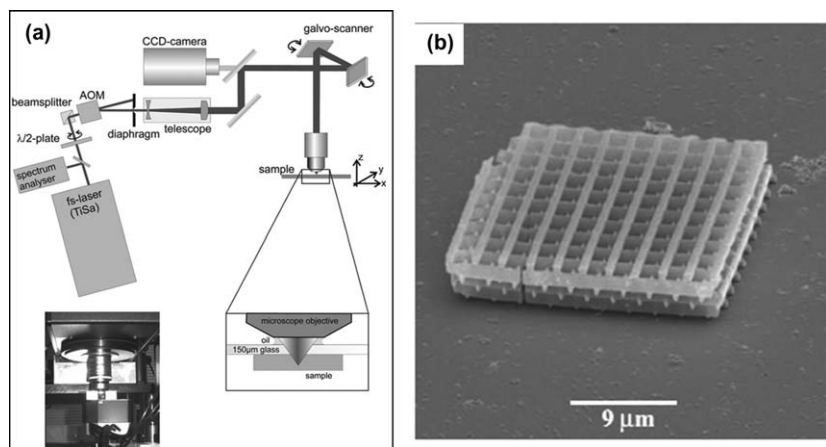 (a)
galvo-scanner
CCD-camera
AOM
beamsplitter
λ/2-plate
diaphragm
telescope
spectrum
analyser
fs-laser
(TiSa)
sample
z
y
x
microscope objective
oil
150μm glass
sample
(b)
9 μm